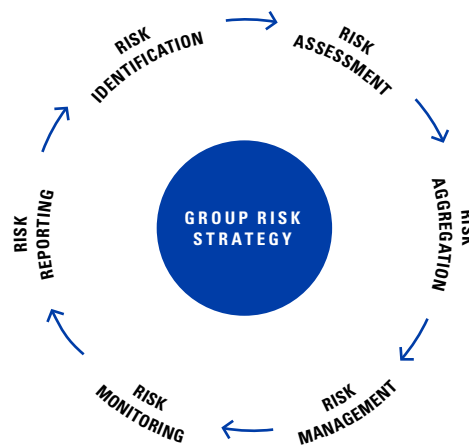 RISK
IDENTIFICATION
RISK
ASSESSMENT
RISK
AGGREGATION
RISK
MANAGEMENT
RISK
MONITORING
RISK
REPORTING
GROUP RISK
STRATEGY